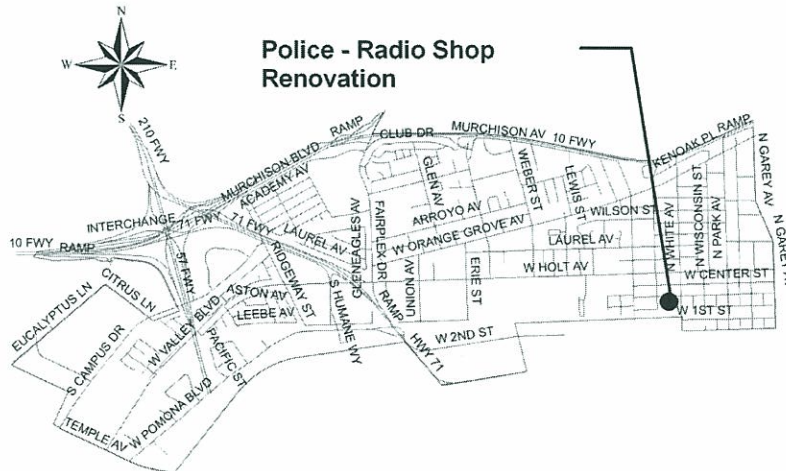 N
W
E
S
Police - Radio Shop
Renovation
210 FWY
MURCHISON BLVD
RAMP
ACADEMY AV
CLUB DR
MURCHISON AV
10 FWY
KENOAK PL
RAMP
N GAREY AV
N GAREY AV
INTERCHANGE
71 FWY
71 FWY
10 FWY
RAMP
57 FWY
LAUREL AV
GLENEAGLES AV
FAIRPLEX DR
GLEN AV
ARROYO AV
W ORANGE GROVE AV
WEBER ST
LEWIS ST
WILSON ST
LAUREL AV
N WHITE AV
N WISCONSIN ST
N PARK AV
W HOLT AV
W CENTER ST
W 1ST ST
EUCALYPTUS LN
CITRUS LN
S CAMPUS DR
W VALLEY BLVD
ASTON AV
LEEBE AV
RIDGEWAY ST
S HUMANE WY
RAMP
HWY 71
UNION AV
ERIE ST
W 2ND ST
PACIFIC ST
W POMONA BLVD
TEMPLE AV